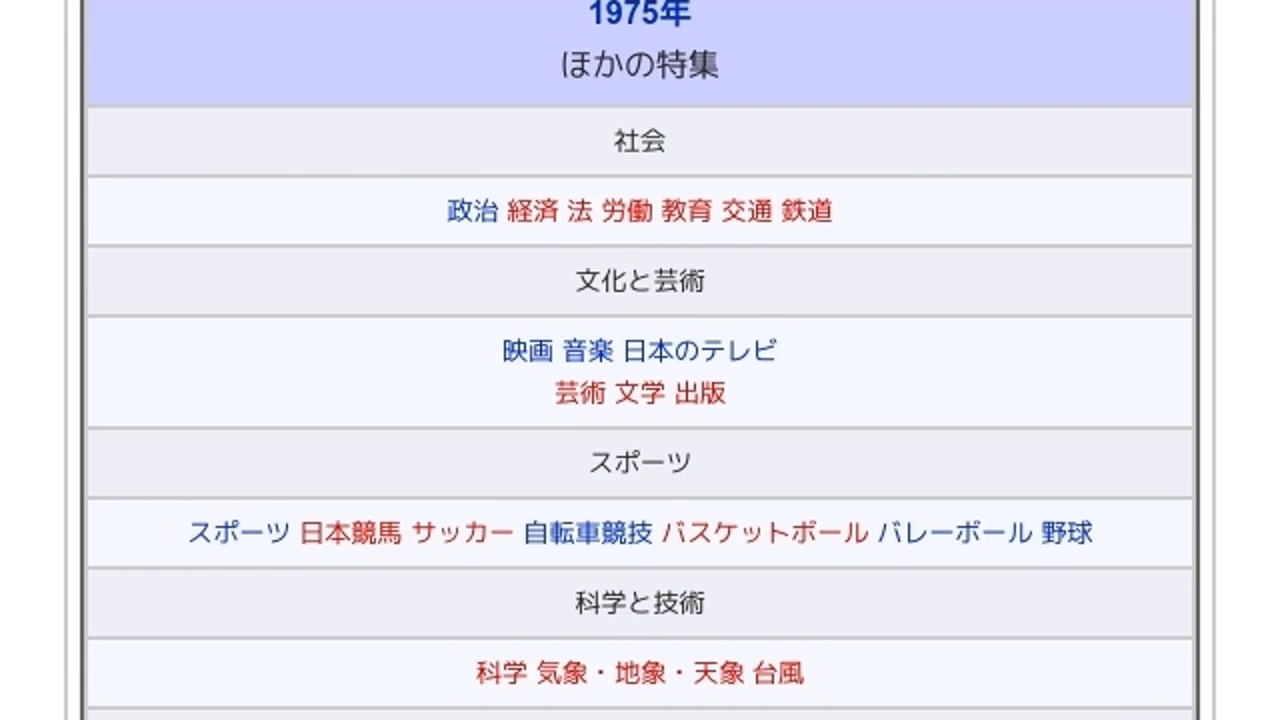 1975年
ほかの特集
社会
政治 経済 法 労働 教育 交通 鉄道
文化と芸術
映画 音楽 日本のテレビ
芸術 文学 出版
スポーツ
スポーツ 日本競馬 サッカー 自転車競技 バスケットボール バレーボール 野球
科学と技術
科学 気象・地象・天象 台風